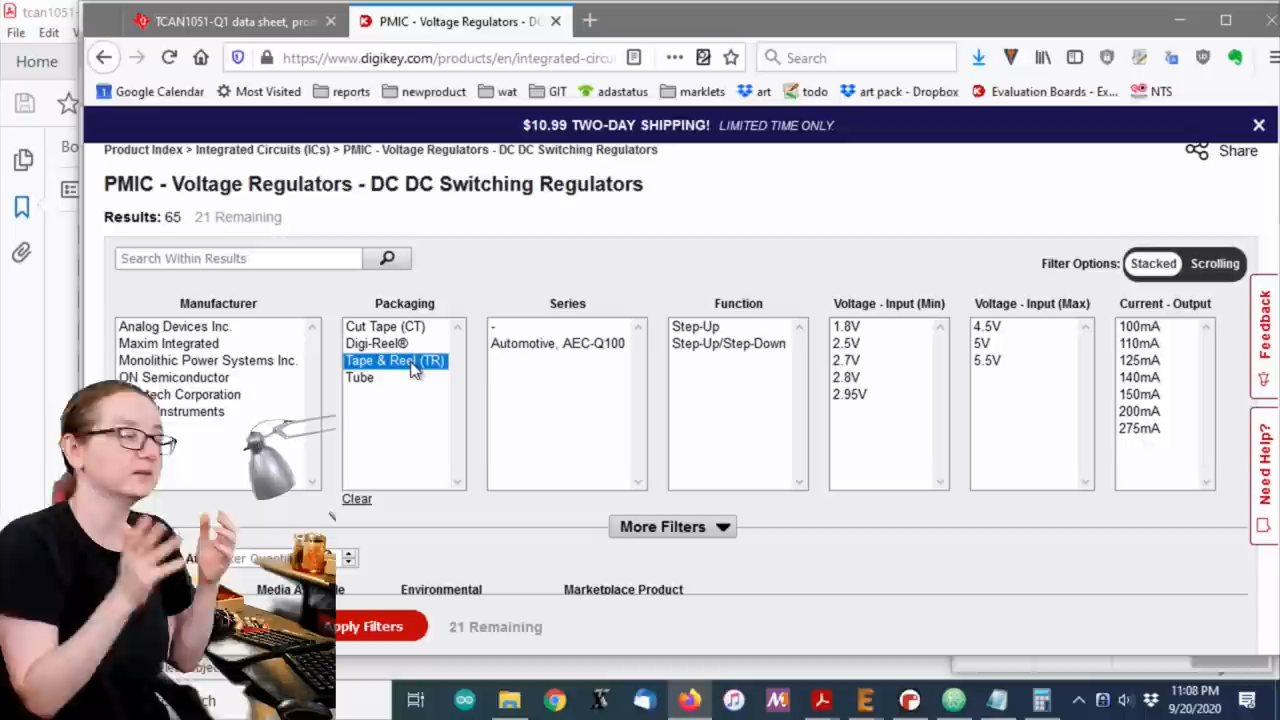 tcan1051
File Edit
Home
Bo
TCAN1051-Q1 data sheet, pro
PMIC - Voltage Regulators - D
https://www.digikey.com/products/en/integrated-circu
Search
Google Calendar Most Visited reports newproduct wat GIT adastatus marklets art todo art pack - Dropbox Evaluation Boards - Ex... NTS
$10.99 TWO-DAY SHIPPING! LIMITED TIME ONLY.
Product Index > Integrated Circuits (ICs) > PMIC - Voltage Regulators - DC DC Switching Regulators
Share
PMIC - Voltage Regulators - DC DC Switching Regulators
Results: 65 21 Remaining
Search Within Results
Filter Options: Stacked Scrolling
Manufacturer
Analog Devices Inc.
Maxim Integrated
Monolithic Power Systems Inc.
ON Semiconductor
tech Corporation
Instruments
Packaging
Cut Tape (CT)
Digi-Reel®
Tape & Reel (TR)
Tube
Clear
Series
-
Automotive, AEC-Q100
Function
Step-Up
Step-Up/Step-Down
Voltage - Input (Min)
1.8V
2.5V
2.7V
2.8V
2.95V
Voltage - Input (Max)
4.5V
5V
5.5V
Current - Output
100mA
110mA
125mA
140mA
150mA
200mA
275mA
Feedback
Need Help?
More Filters
Media
Environmental
Marketplace Product
Apply Filters
21 Remaining
11:08 PM
9/20/2020